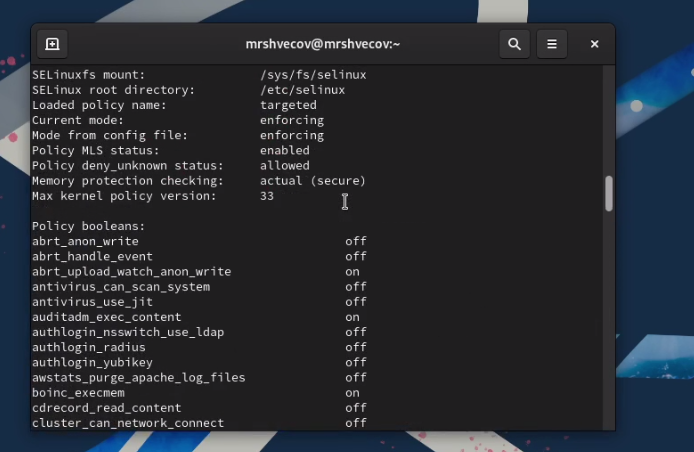 mrshvecov@mrshvecov:~
SELinuxfs mount: /sys/fs/selinux
SELinux root directory: /etc/selinux
Loaded policy name: targeted
Current mode: enforcing
Mode from config file: enforcing
Policy MLS status: enabled
Policy deny_unknown status: allowed
Memory protection checking: actual (secure)
Max kernel policy version: 33
Policy booleans:
abrt_anon_write off
abrt_handle_event off
abrt_upload_watch_anon_write on
antivirus_can_scan_system off
antivirus_use_jit off
auditadm_exec_content on
authlogin_nsswitch_use_ldap off
authlogin_radius off
authlogin_yubikey off
awstats_purge_apache_log_files off
boinc_execmem on
cdrecord_read_content off
cluster_can_network_connect off